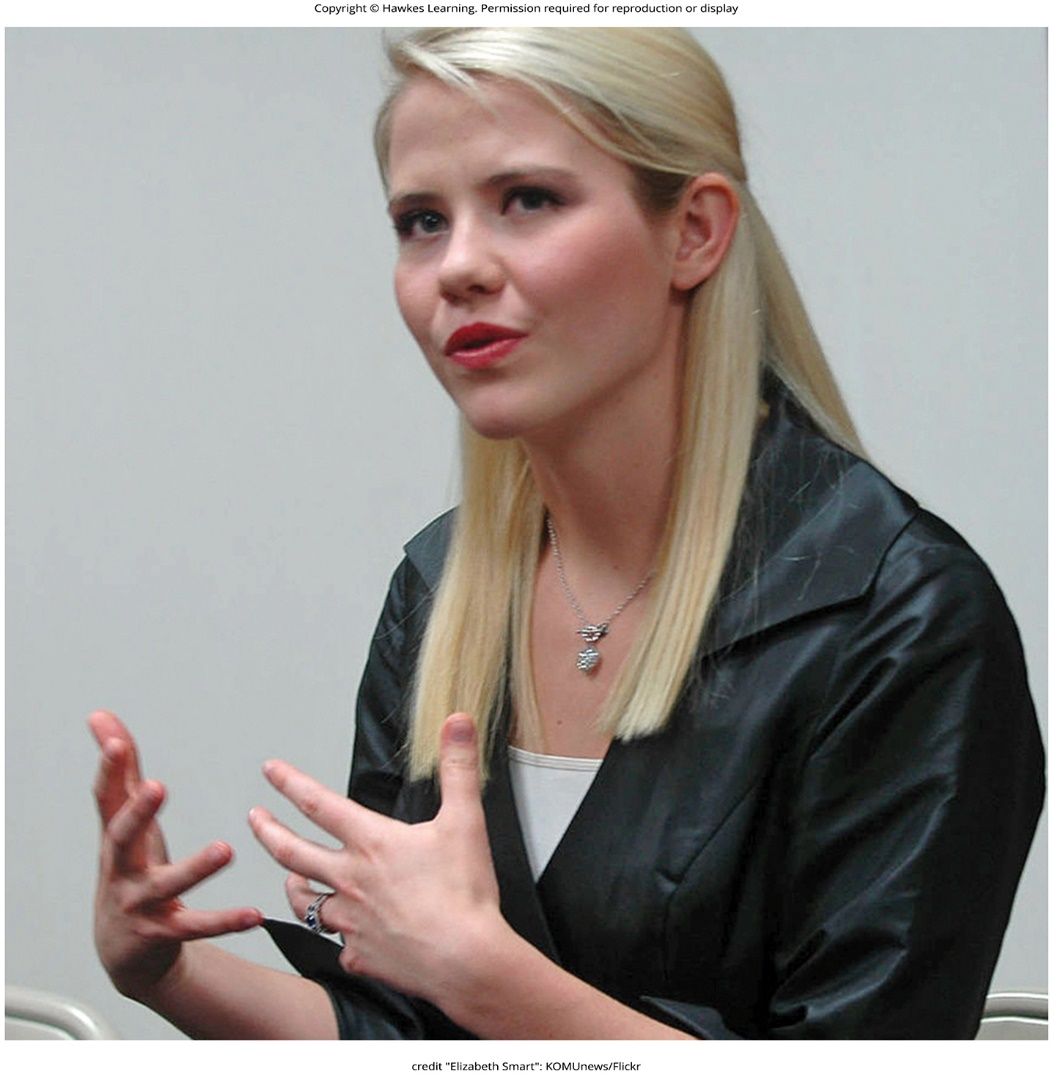 Copyright © Hawkes Learning. Permission required for reproduction or display
credit "Elizabeth Smart": KOMUnews/Flickr